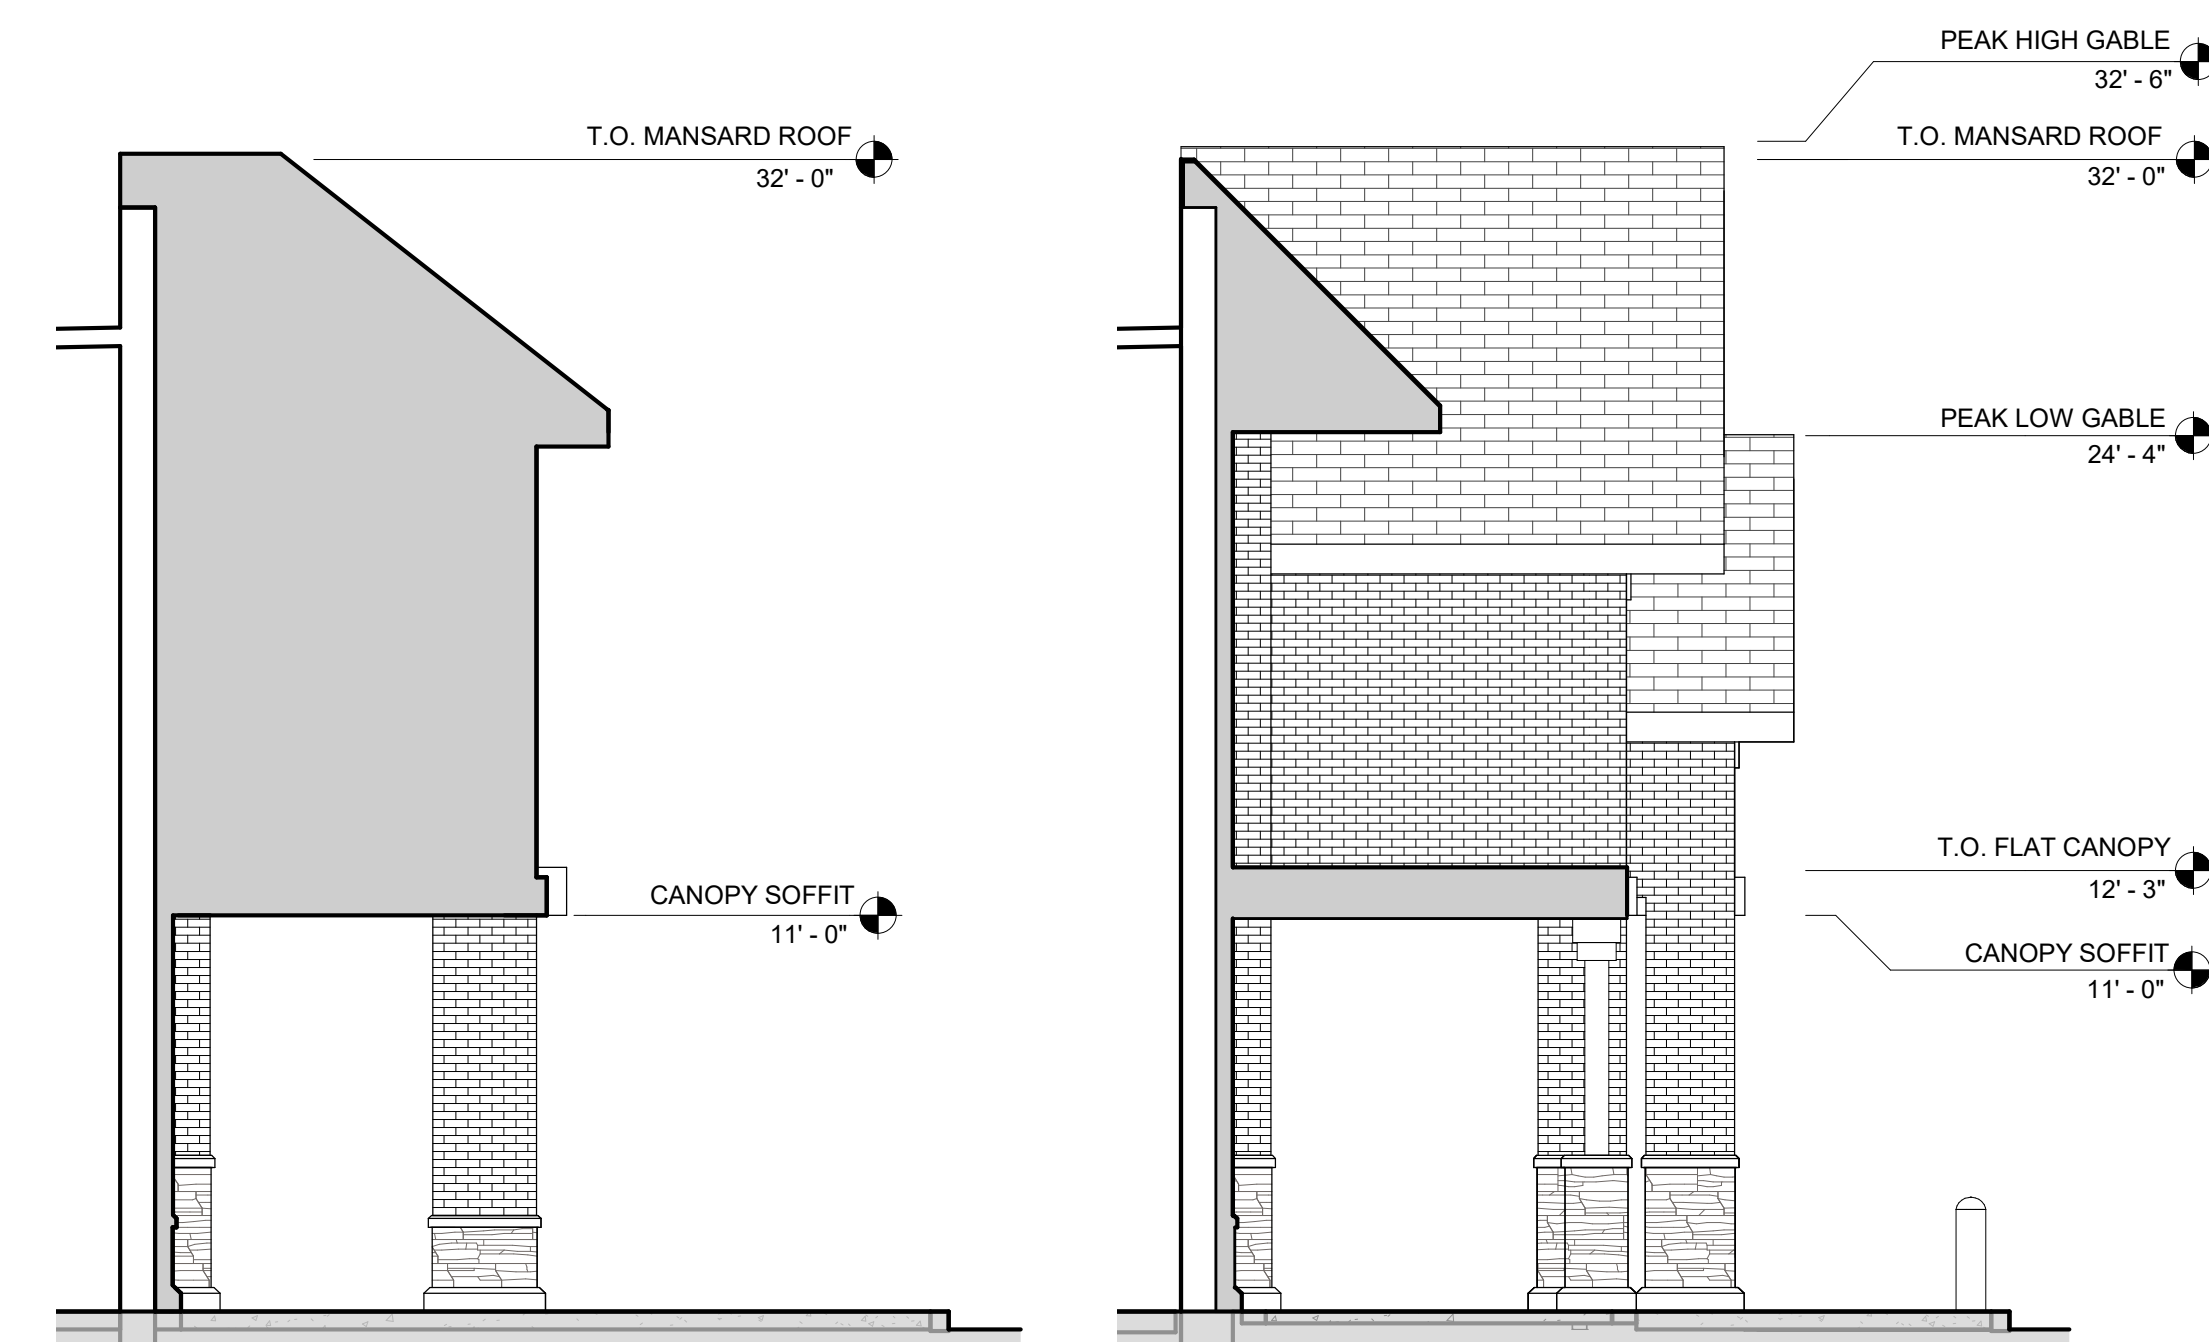 T.O. MANSARD ROOF
32' - 0"
CANOPY SOFFIT
11' - 0"
PEAK HIGH GABLE
32' - 6"
T.O. MANSARD ROOF
32' - 0"
PEAK LOW GABLE
24' - 4"
T.O. FLAT CANOPY
12' - 3"
CANOPY SOFFIT
11' - 0"